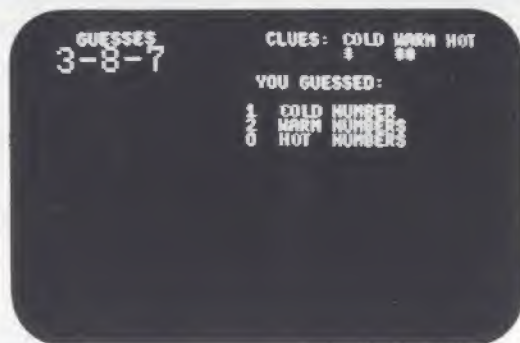 GUESSES CLUES: COLD WARM HOT
3-8-7 * **
YOU GUESSED:
1 COLD NUMBER
2 WARM NUMBERS
0 HOT NUMBERS